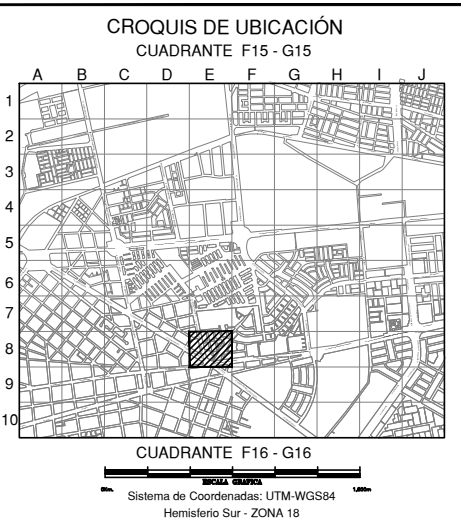 CROQUIS DE UBICACIÓN
CUADRANTE F15 - G15
A B C D E F G H I J
1
2
3
4
5
6
7
8
9
10
CUADRANTE F16 - G16
ESCALA GRAFICA
Sistema de Coordenadas: UTM-WGS84
Hemisferio Sur - ZONA 18